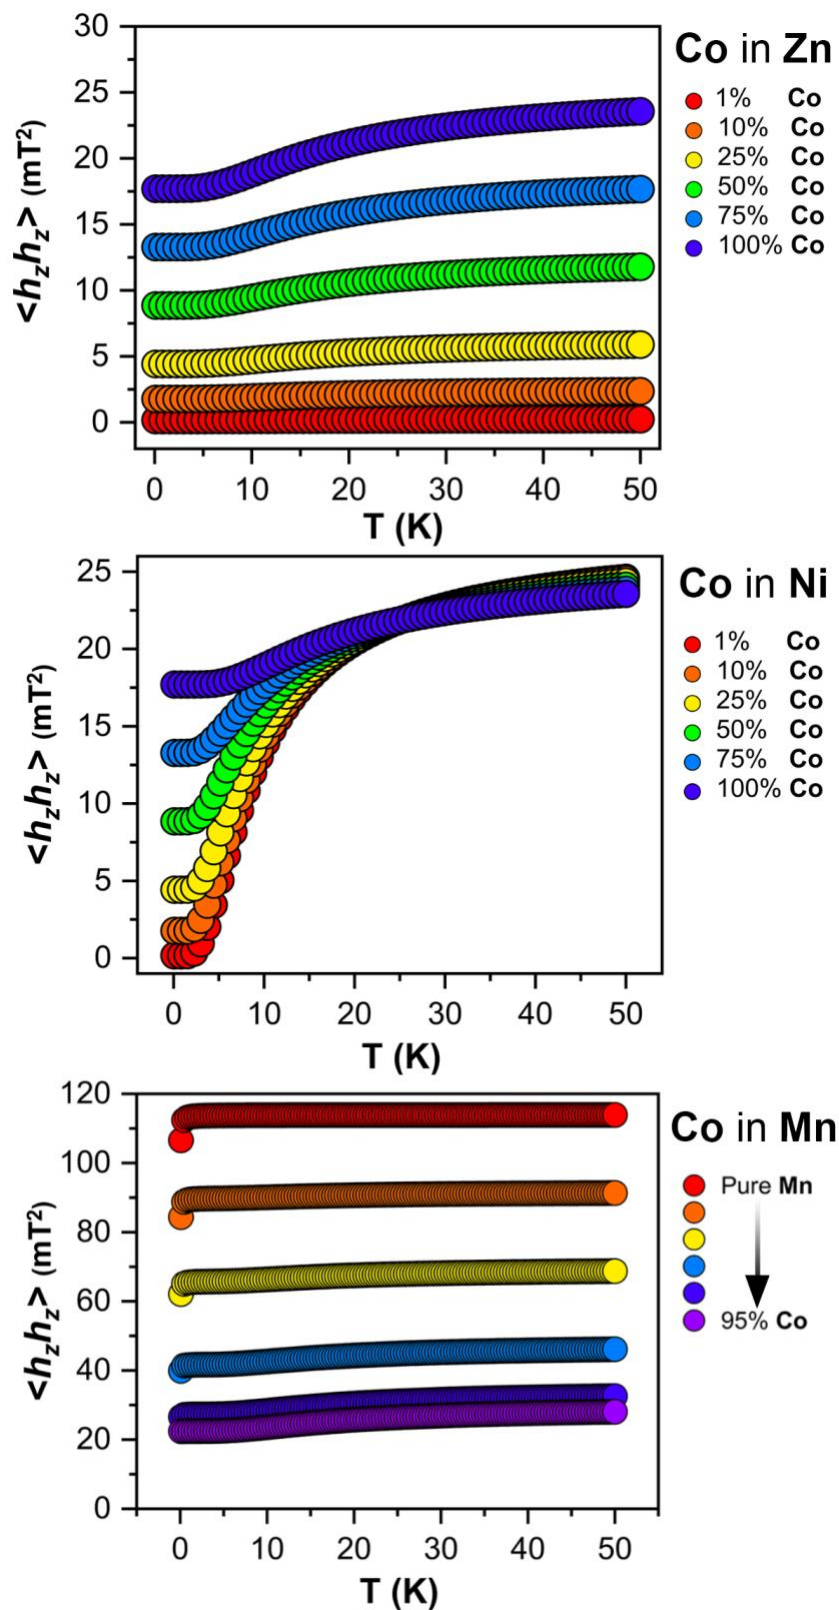 Co in Zn
1% Co
10% Co
25% Co
50% Co
75% Co
100% Co
30
25
20
15
10
5
0
<h_z h_z> (mT²)
0 10 20 30 40 50
T (K)
Co in Ni
1% Co
10% Co
25% Co
50% Co
75% Co
100% Co
25
20
15
10
5
0
<h_z h_z> (mT²)
0 10 20 30 40 50
T (K)
Co in Mn
Pure Mn
95% Co
120
100
80
60
40
20
0
<h_z h_z> (mT²)
0 10 20 30 40 50
T (K)